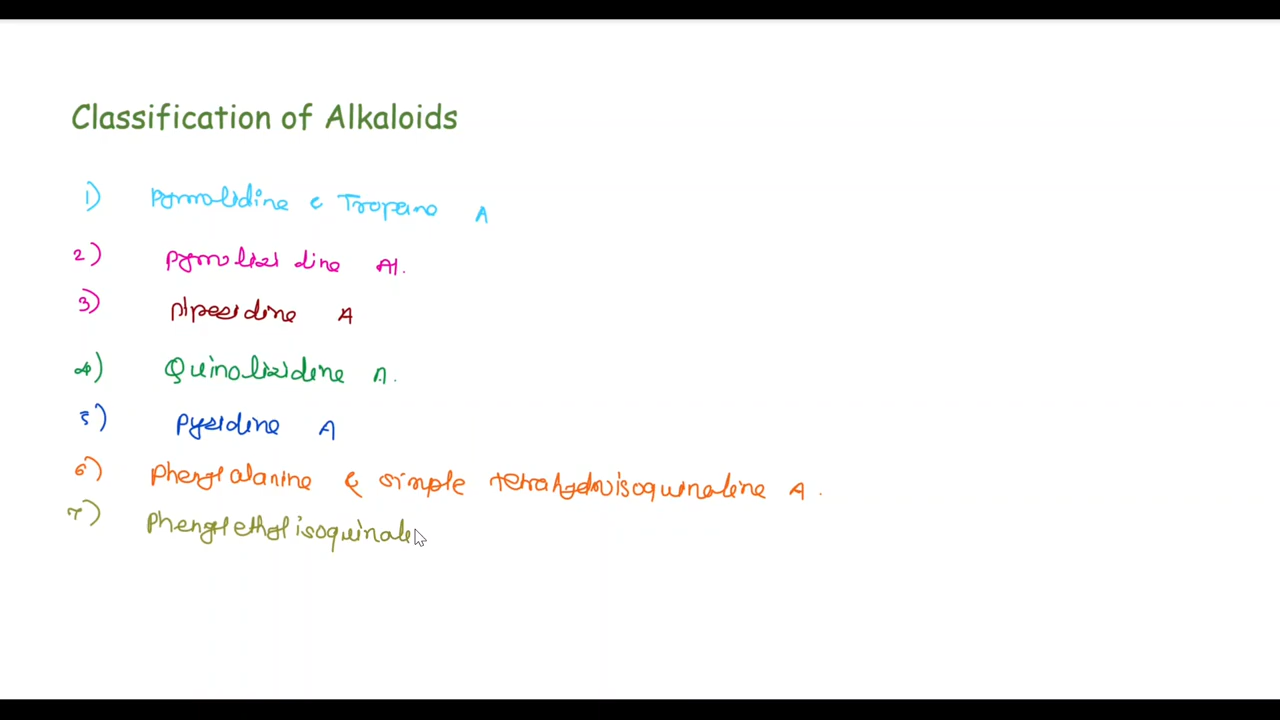 Classification of Alkaloids
1) Pyrrolidine & Tropane A
2) Pyrrolizidine Al.
3) Piperidine A
4) Quinolizidine A.
5) Pyridine A
6) Phenylalanine & simple tetrahydroisoquinoline A.
7) Phenylethylisoquinole